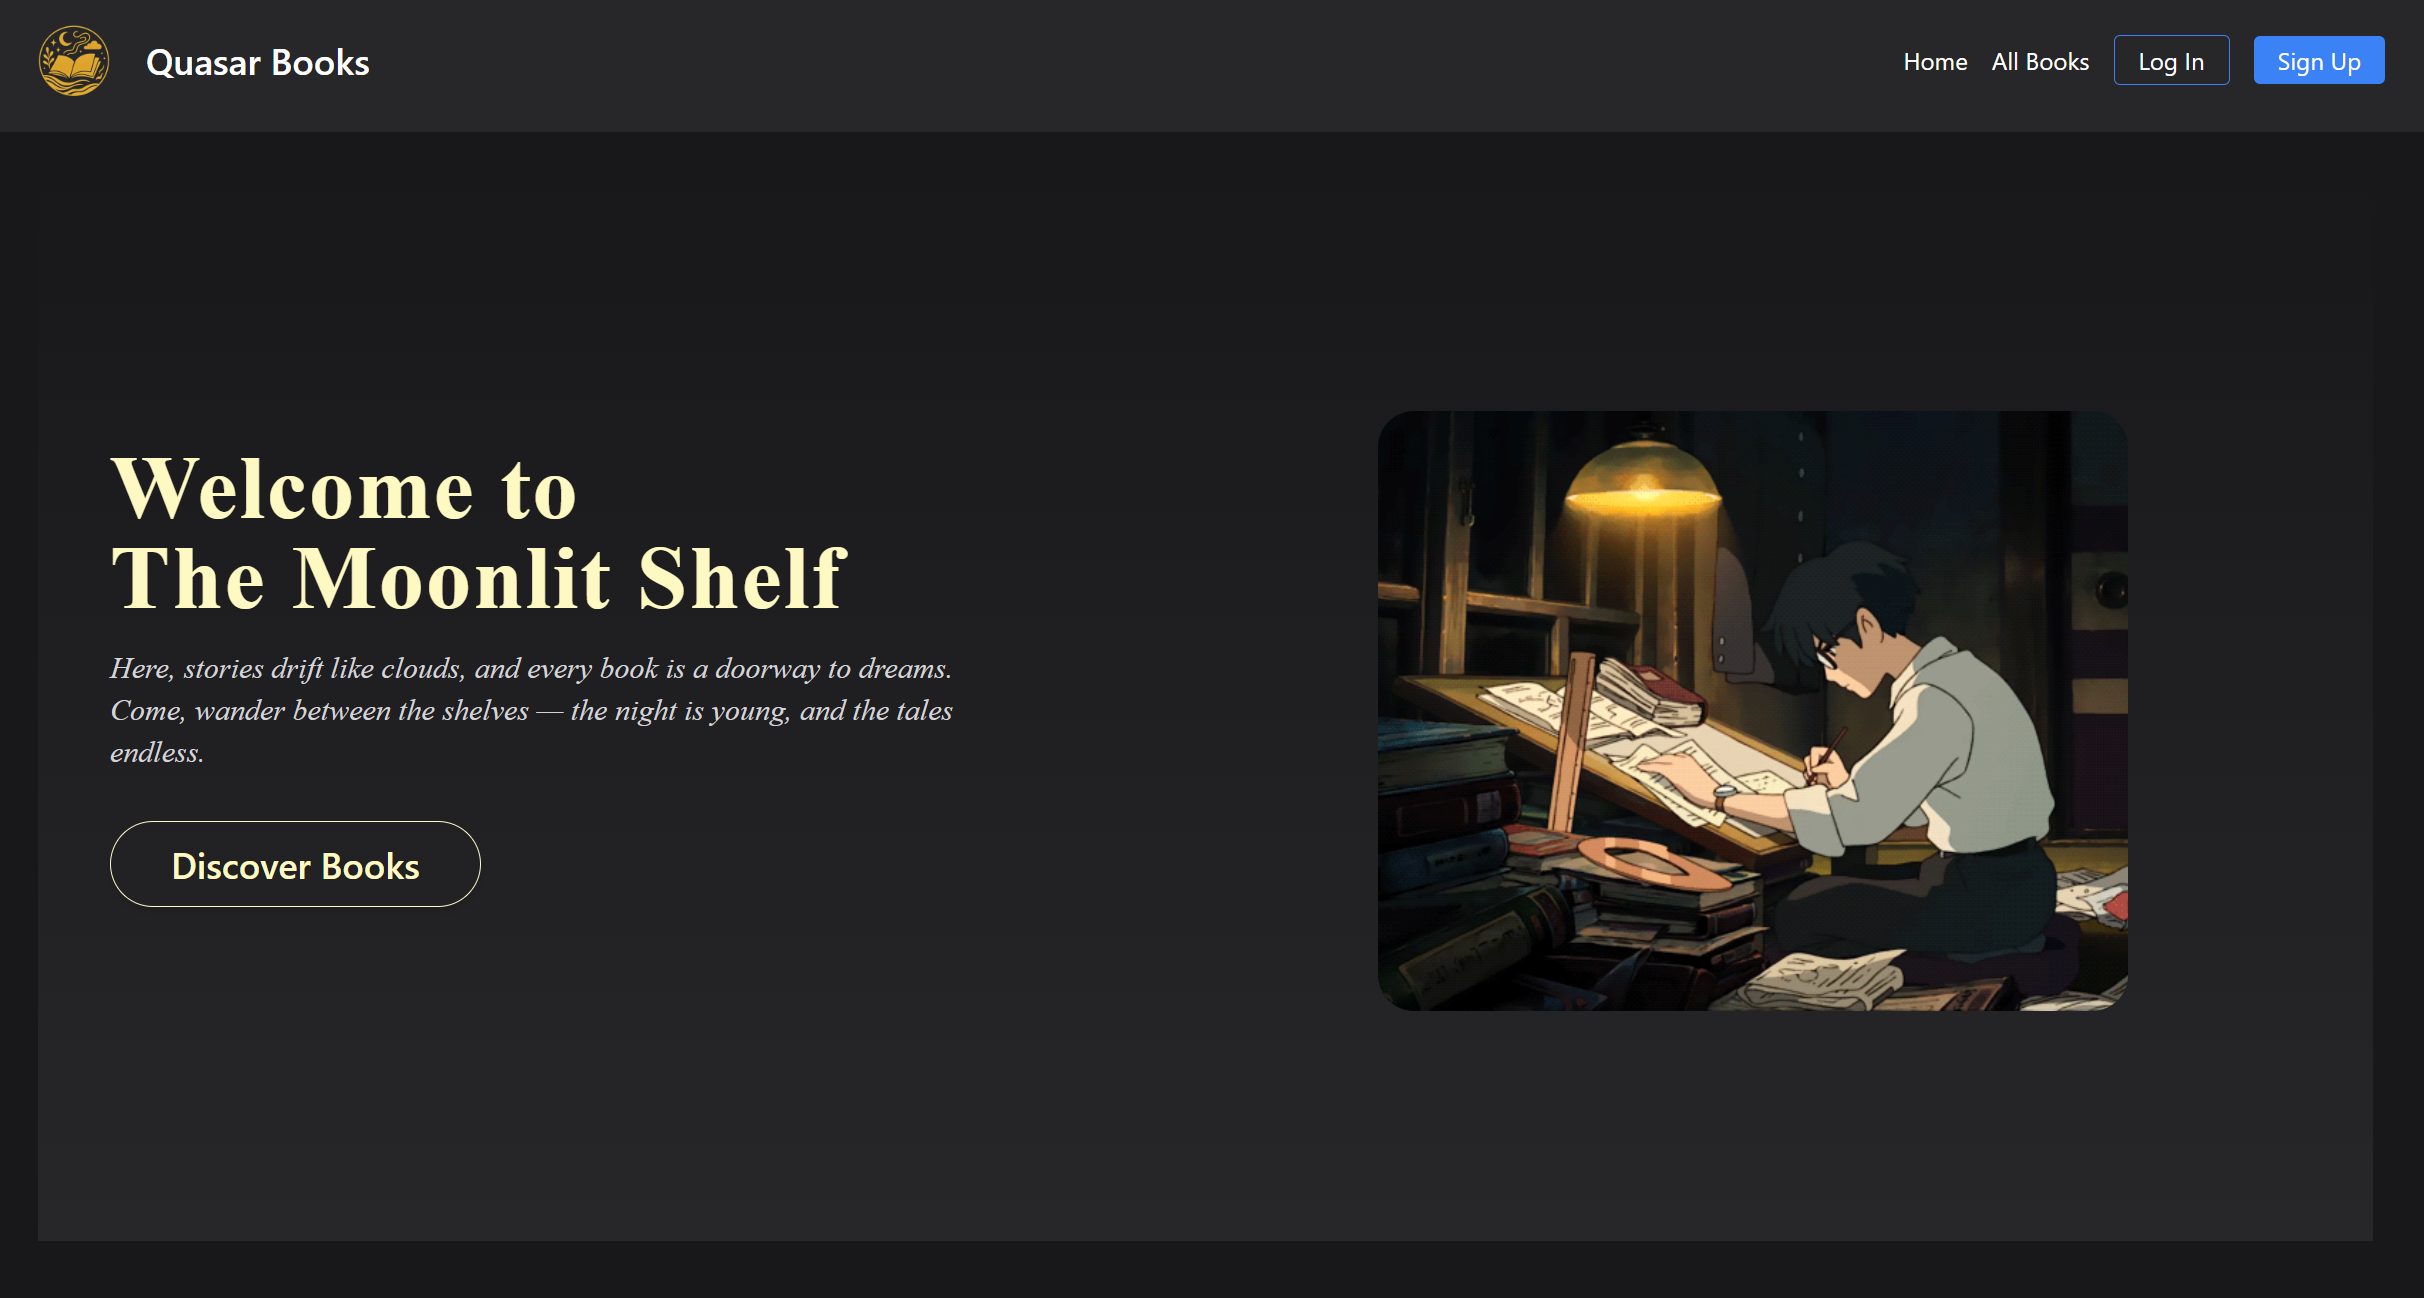 Quasar Books
Home
All Books
Log In
Sign Up
Welcome to
The Moonlit Shelf
Here, stories drift like clouds, and every book is a doorway to dreams.
Come, wander between the shelves — the night is young, and the tales
endless.
Discover Books